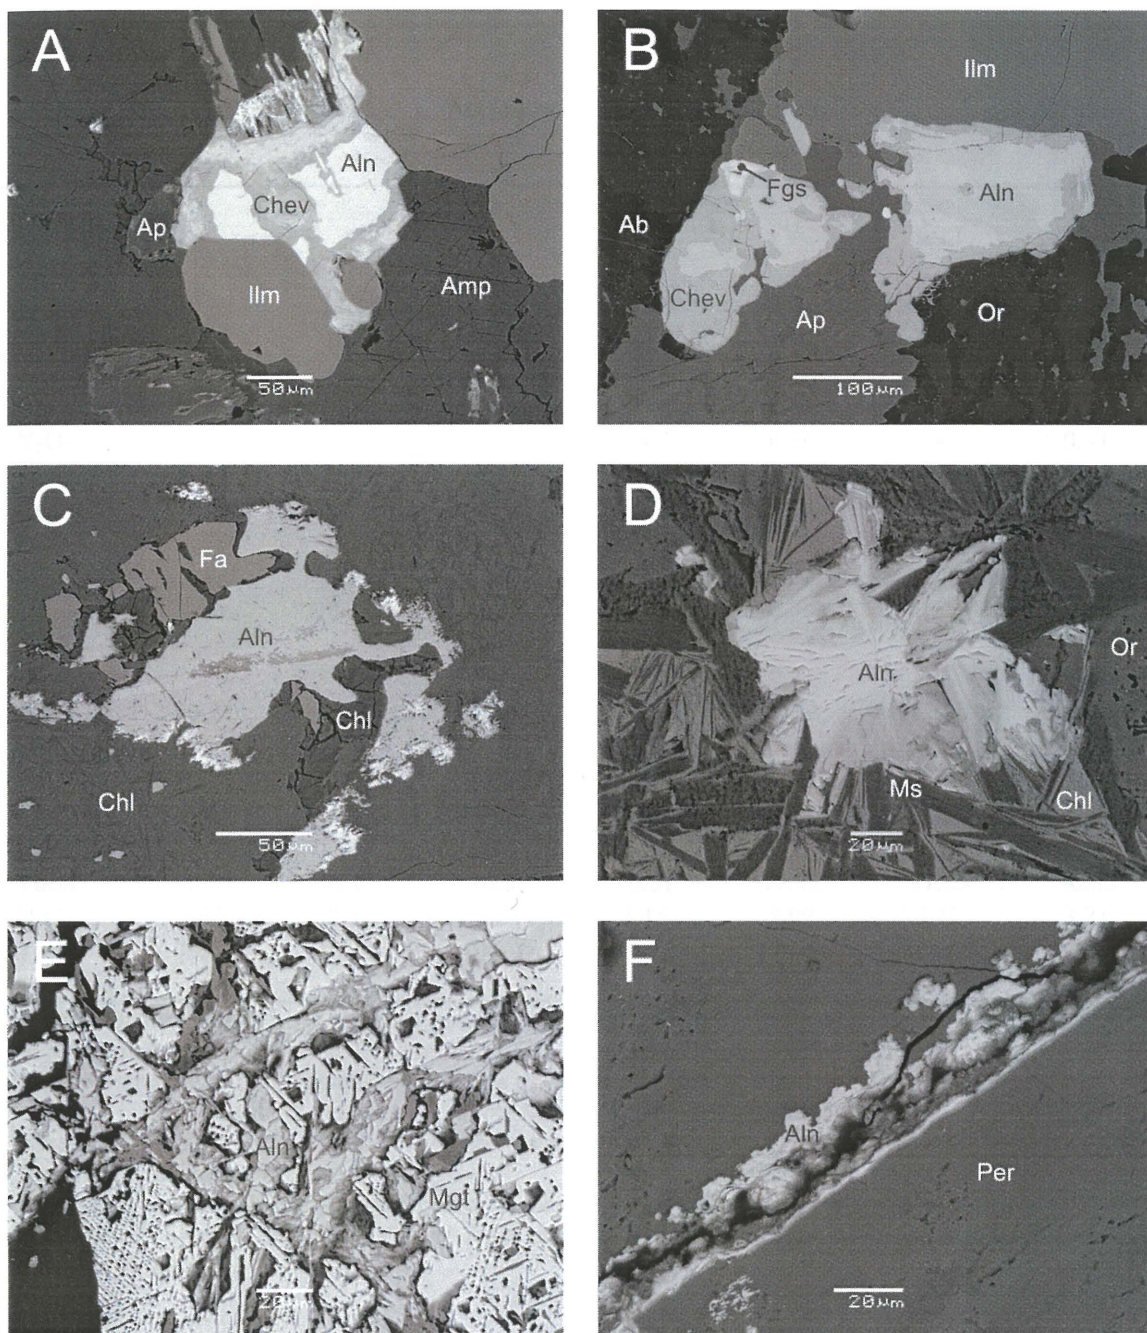 A
Aln
Chev
Ap
Ilm
Amp
50μm
B
Ilm
Fgs
Aln
Ab
Chev
Ap
Or
100μm
C
Fa
Aln
Chl
Chl
50μm
D
Or
Aln
Ms
Chl
20μm
E
Aln
Mgt
20μm
F
Aln
Per
20μm